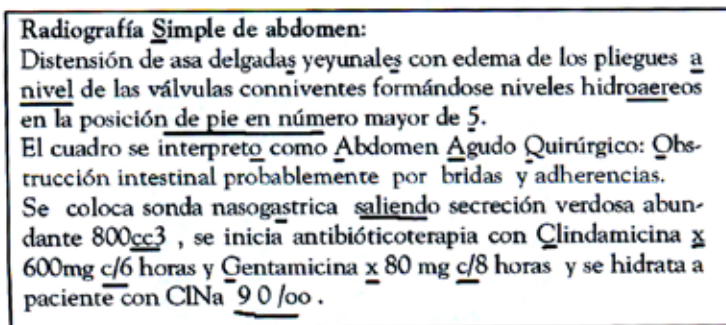 Radiografía Simple de abdomen:
Distensión de asa delgadas yeyunales con edema de los pliegues a
nivel de las válvulas conniventes formándose niveles hidroaereos
en la posición de pie en número mayor de 5.
El cuadro se interpreto como Abdomen Agudo Quirúrgico: Obs-
trucción intestinal probablemente por bridas y adherencias.
Se coloca sonda nasogastrica saliendo secreción verdosa abun-
dante 800cc3 , se inicia antibióticoterapia con Clindamicina x
600mg c/6 horas y Gentamicina x 80 mg c/8 horas y se hidrata a
paciente con ClNa 9 0 /oo .